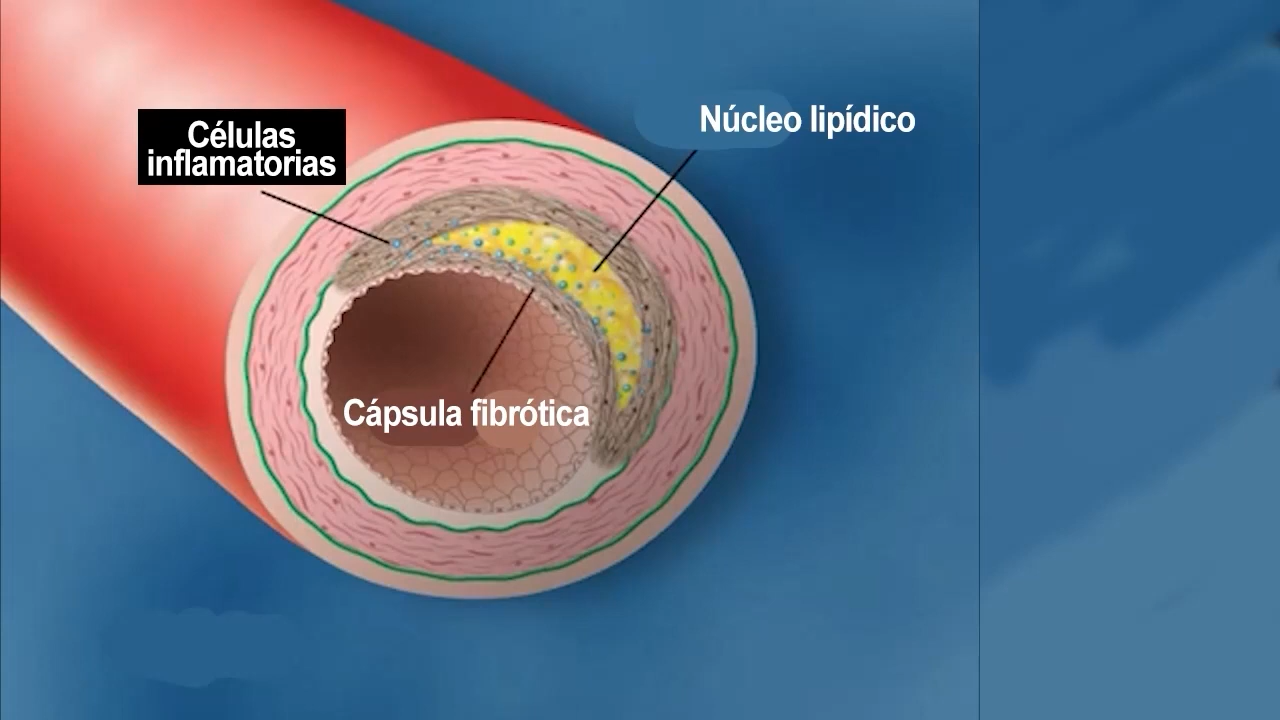 Células
inflamatorias
Núcleo lipídico
Cápsula fibrótica